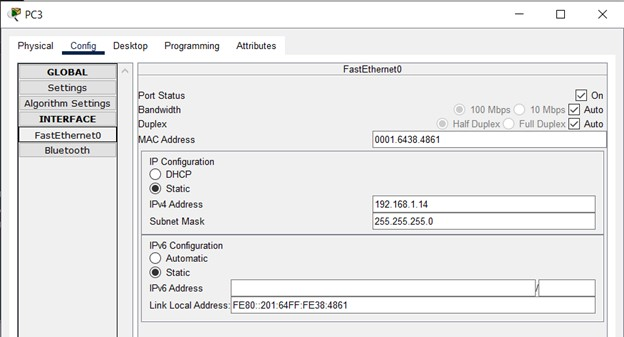 PC3
Physical Config Desktop Programming Attributes
GLOBAL
Settings
Algorithm Settings
INTERFACE
FastEthernet0
Bluetooth
FastEthernet0
Port Status On
Bandwidth 100 Mbps 10 Mbps Auto
Duplex Half Duplex Full Duplex Auto
MAC Address 0001.6438.4861
IP Configuration
DHCP
Static
IPv4 Address 192.168.1.14
Subnet Mask 255.255.255.0
IPv6 Configuration
Automatic
Static
IPv6 Address /
Link Local Address: FE80::201:64FF:FE38:4861